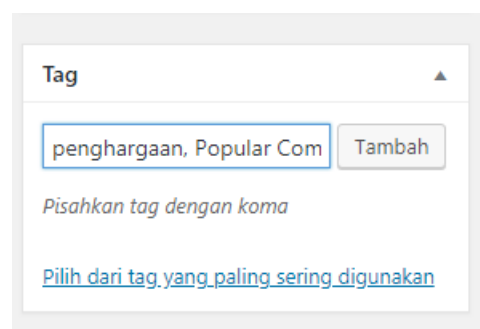 Tag
penghargaan, Popular Com
Tambah
Pisahkan tag dengan koma
Pilih dari tag yang paling sering digunakan